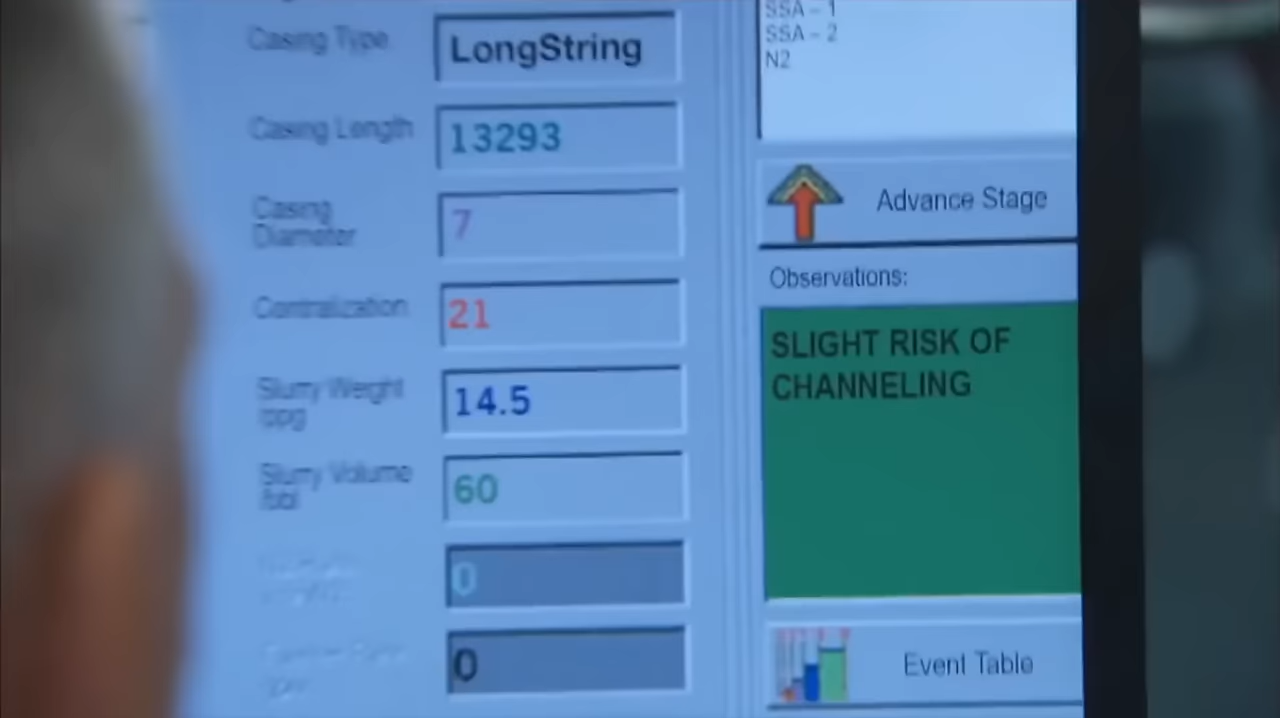 Casing Type
LongString
Casing Length
13293
Casing
Diameter
7
Centralization
21
Slurry Weight
ppg
14.5
Slurry Volume
bbl
60
0
0
SSA - 1
SSA - 2
N2
Advance Stage
Observations:
SLIGHT RISK OF
CHANNELING
Event Table